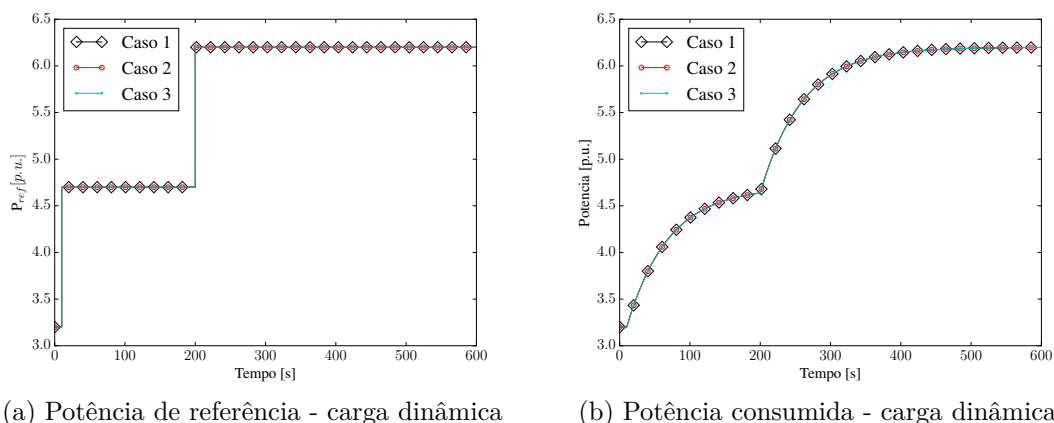 6.5
6.0
5.5
5.0
4.5
4.0
3.5
3.0
P_ref [p.u.]
Caso 1
Caso 2
Caso 3
0 100 200 300 400 500 600
Tempo [s]
(a) Potência de referência - carga dinâmica
6.5
6.0
5.5
5.0
4.5
4.0
3.5
3.0
Potencia [p.u.]
Caso 1
Caso 2
Caso 3
0 100 200 300 400 500 600
Tempo [s]
(b) Potência consumida - carga dinâmica